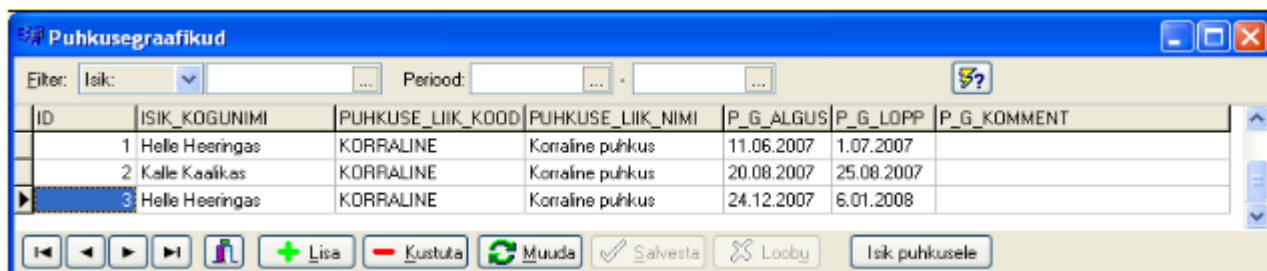 Puhkusegraafikud
Filter: Isik: ... Periood: ... - ...
ID ISIK_KOGUNIMI PUHKUSE_LIIK_KOOD PUHKUSE_LIIK_NIMI P_G_ALGUS P_G_LOPP P_G_KOMMENT
1 Helle Heeringas KORRALINE Korraline puhkus 11.06.2007 1.07.2007
2 Kalle Kaalikas KORRALINE Korraline puhkus 20.08.2007 25.08.2007
3 Helle Heeringas KORRALINE Korraline puhkus 24.12.2007 6.01.2008
Lisa Kustuta Muuda Salvesta Loobu Isik puhkusele